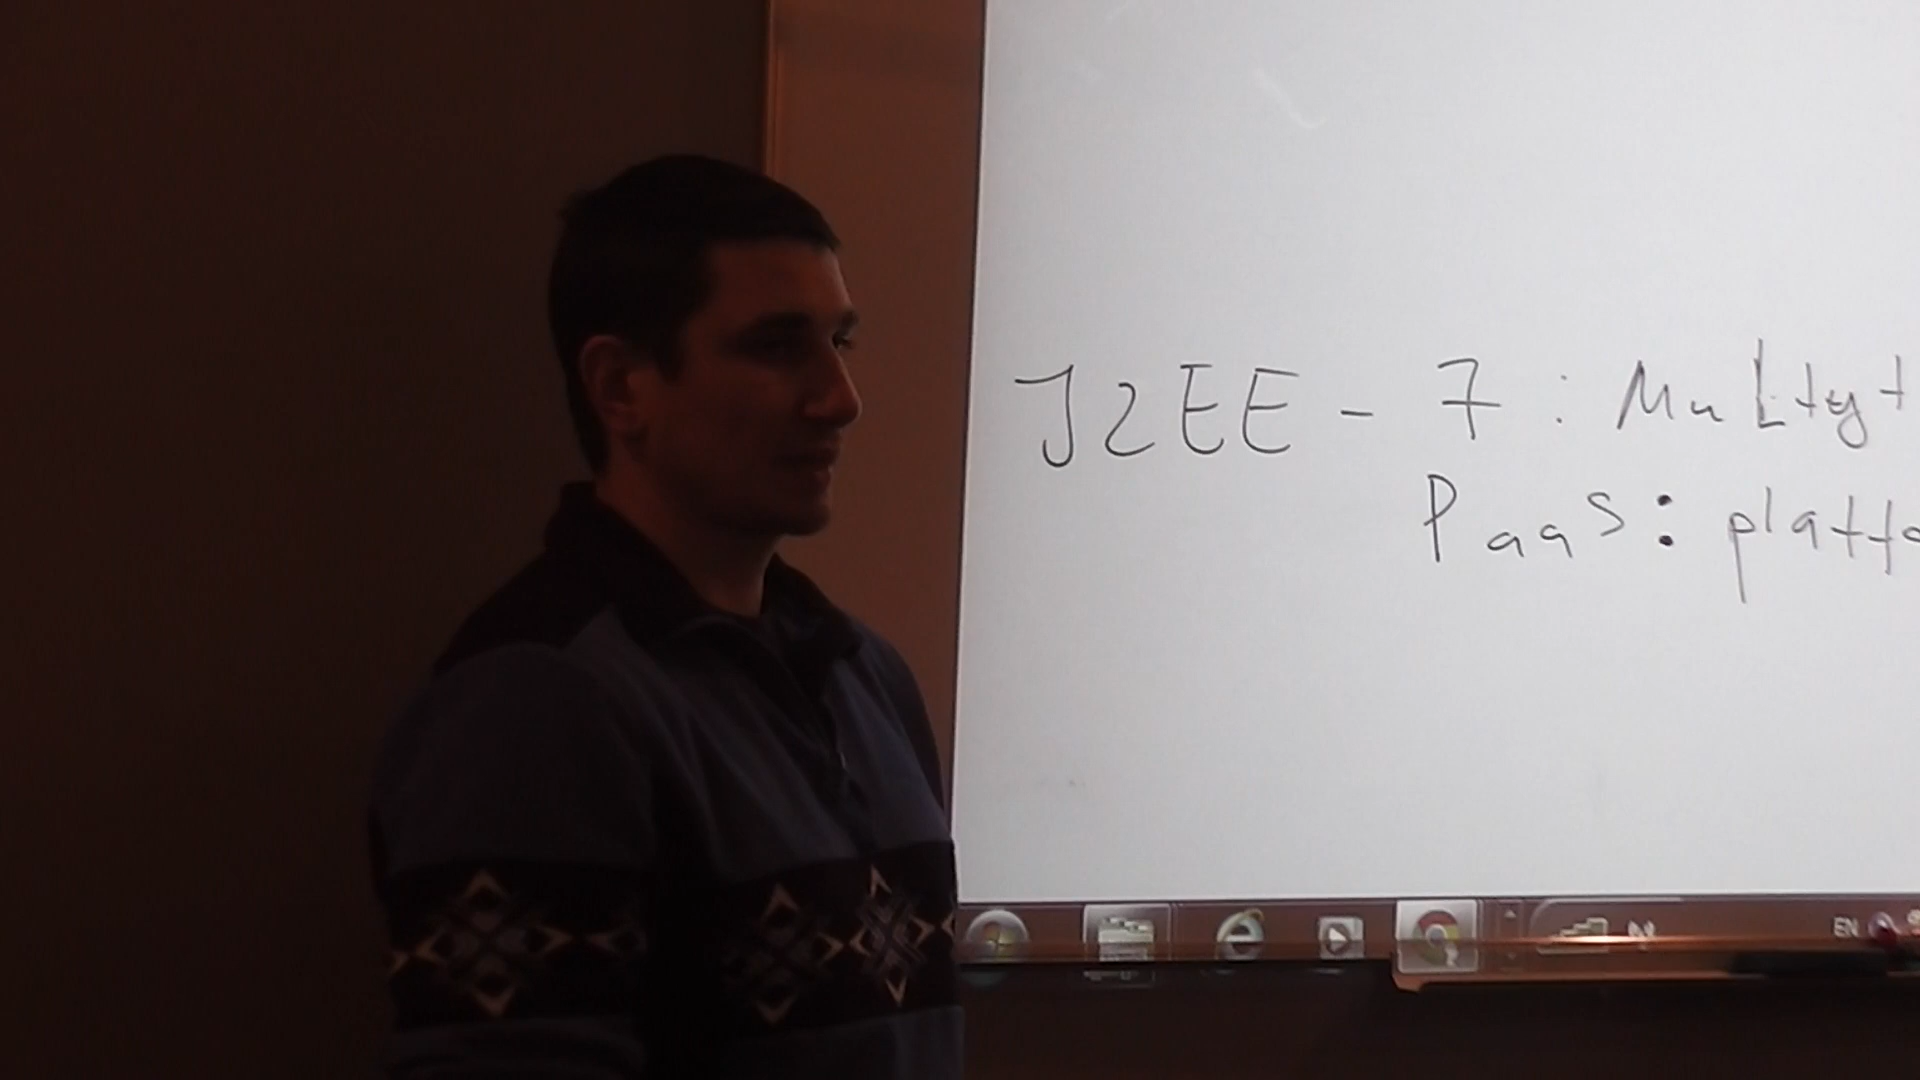 J2EE - 7 : Multyt
PaaS : platfo
EN